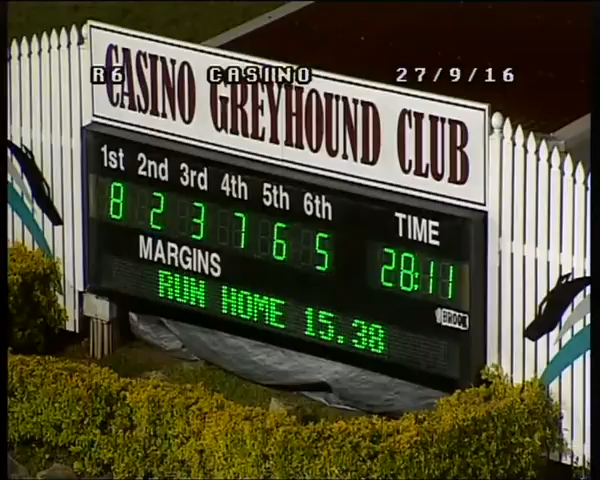 R6 CASINO 27/9/16
CASINO GREYHOUND CLUB
1st 2nd 3rd 4th 5th 6th TIME
8 2 3 7 6 5 28:11
MARGINS
RUN HOME 15.38
BROOK